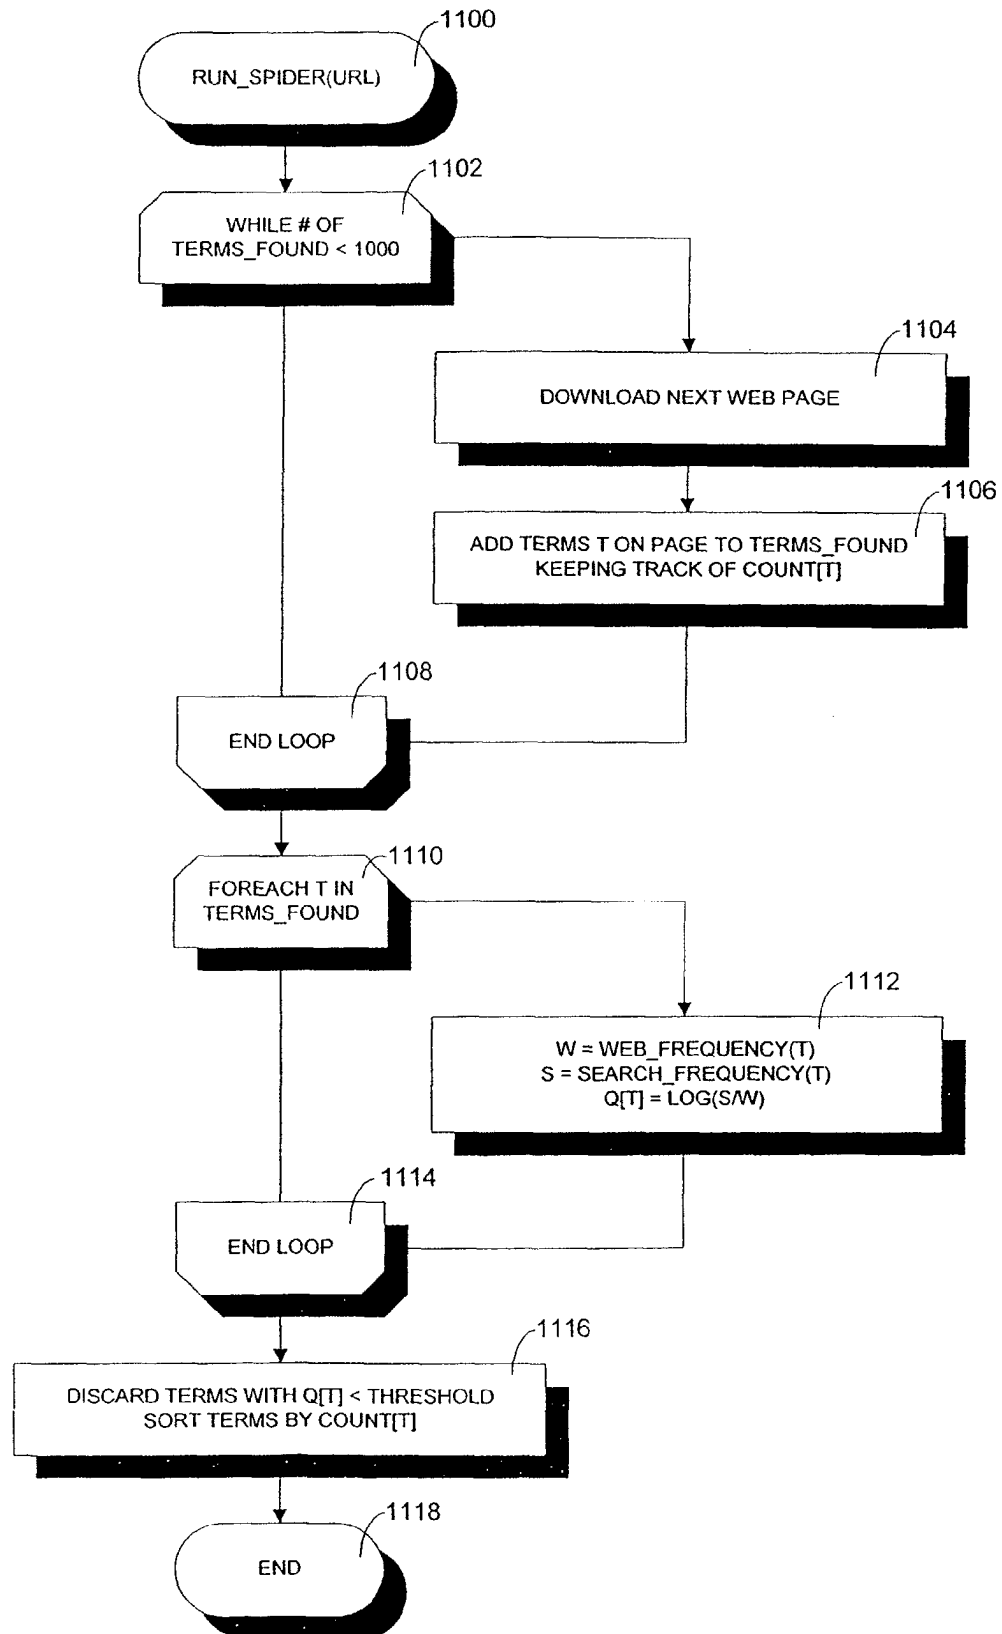 1100
RUN_SPIDER(URL)
1102
WHILE # OF
TERMS_FOUND < 1000
1104
DOWNLOAD NEXT WEB PAGE
1106
ADD TERMS T ON PAGE TO TERMS_FOUND
KEEPING TRACK OF COUNT[T]
1108
END LOOP
1110
FOREACH T IN
TERMS_FOUND
1112
W = WEB_FREQUENCY(T)
S = SEARCH_FREQUENCY(T)
Q[T] = LOG(S/W)
1114
END LOOP
1116
DISCARD TERMS WITH Q[T] < THRESHOLD
SORT TERMS BY COUNT[T]
1118
END